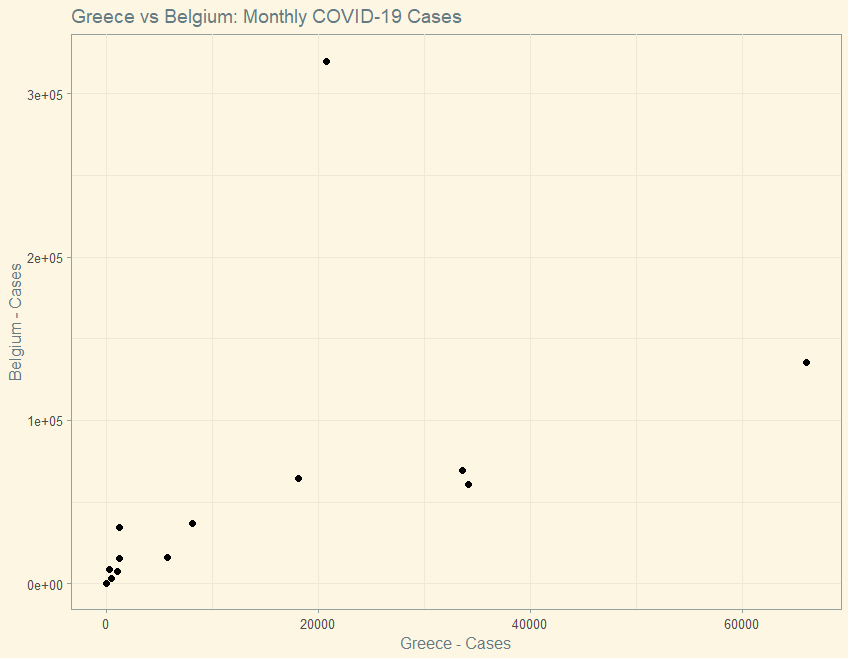 Greece vs Belgium: Monthly COVID-19 Cases
Belgium - Cases
3e+05
2e+05
1e+05
0e+00
0 20000 40000 60000
Greece - Cases